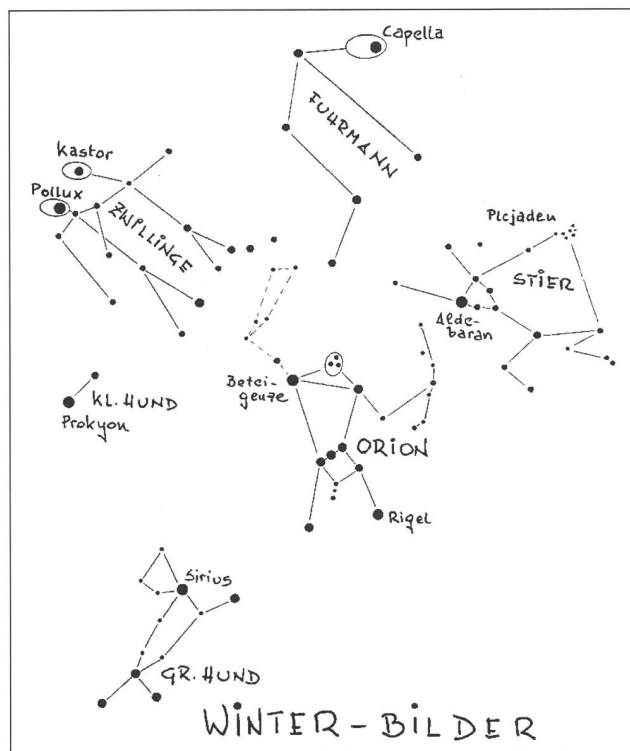 Capella
FUHRMANN
Kastor
Pollux
ZWILLINGE
Plejaden
STIER
Alde-
baran
Betei-
geuze
KL. HUND
Prokyon
ORION
Rigel
Sirius
GR. HUND
WINTER-BILDER